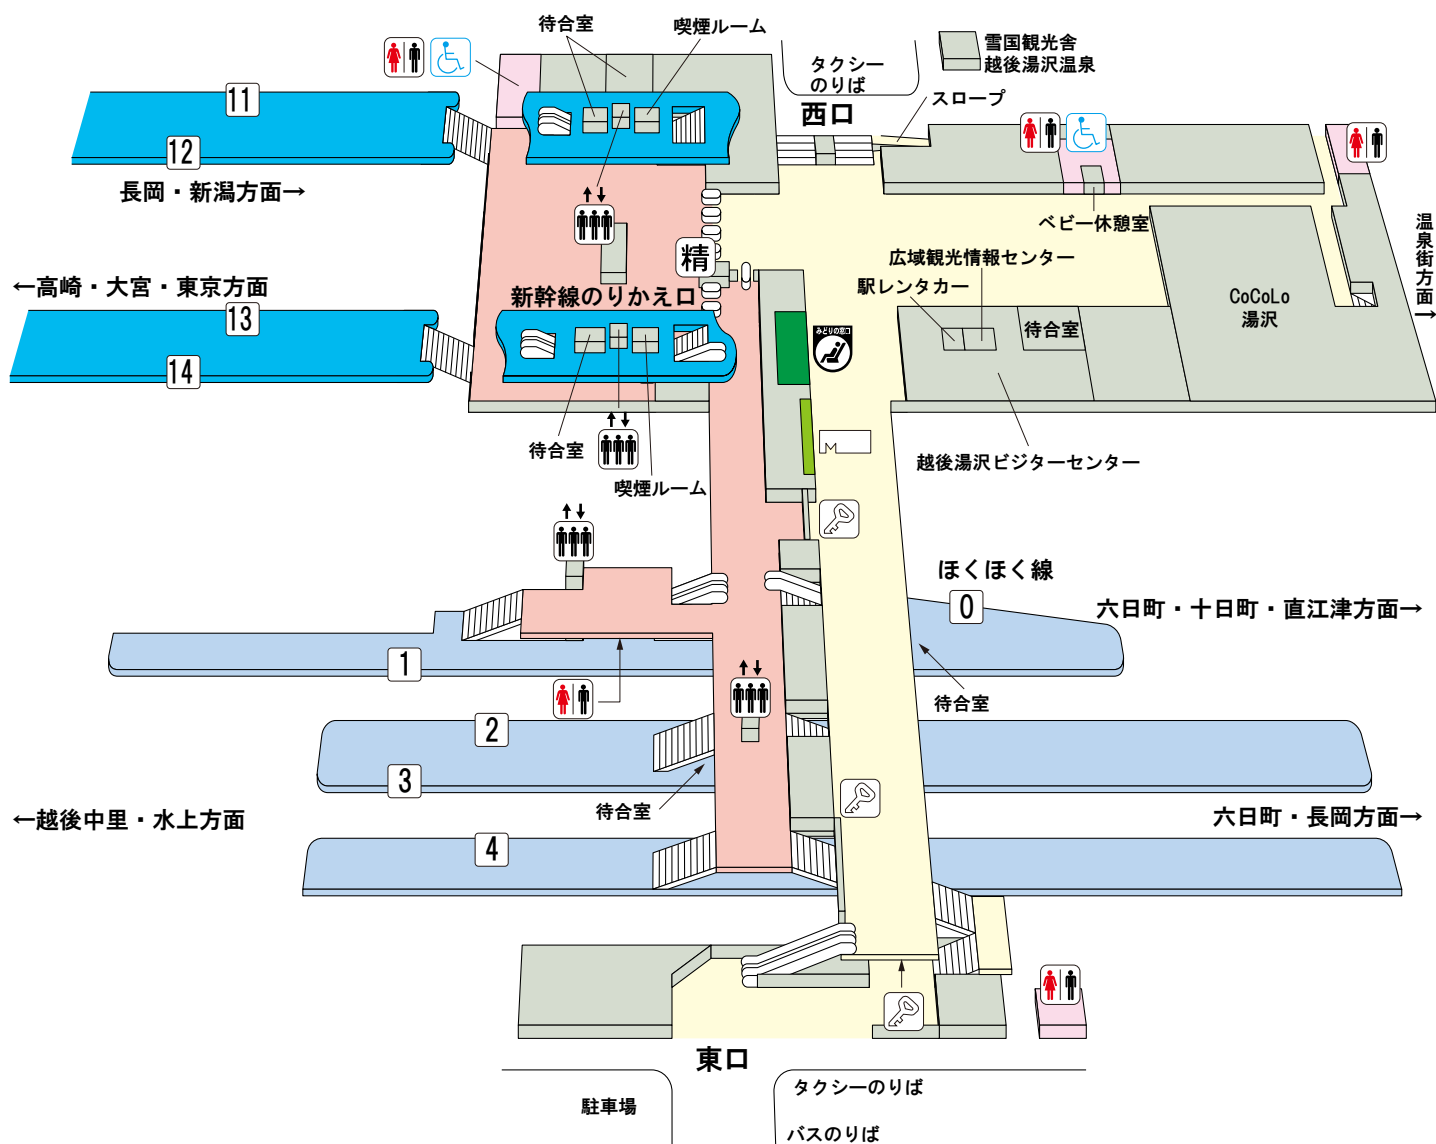 待合室
喫煙ルーム
タクシー
のりば
雪国観光舎
越後湯沢温泉
西口
スロープ
11
12
長岡・新潟方面→
ベビー休憩室
温泉街方面→
精
広域観光情報センター
駅レンタカー
←高崎・大宮・東京方面
新幹線のりかえ口
CoCoLo
湯沢
13
待合室
みどりの窓口
14
待合室
喫煙ルーム
M
越後湯沢ビジターセンター
ほくほく線
0
六日町・十日町・直江津方面→
1
待合室
2
3
待合室
←越後中里・水上方面
六日町・長岡方面→
4
東口
駐車場
タクシーのりば
バスのりば